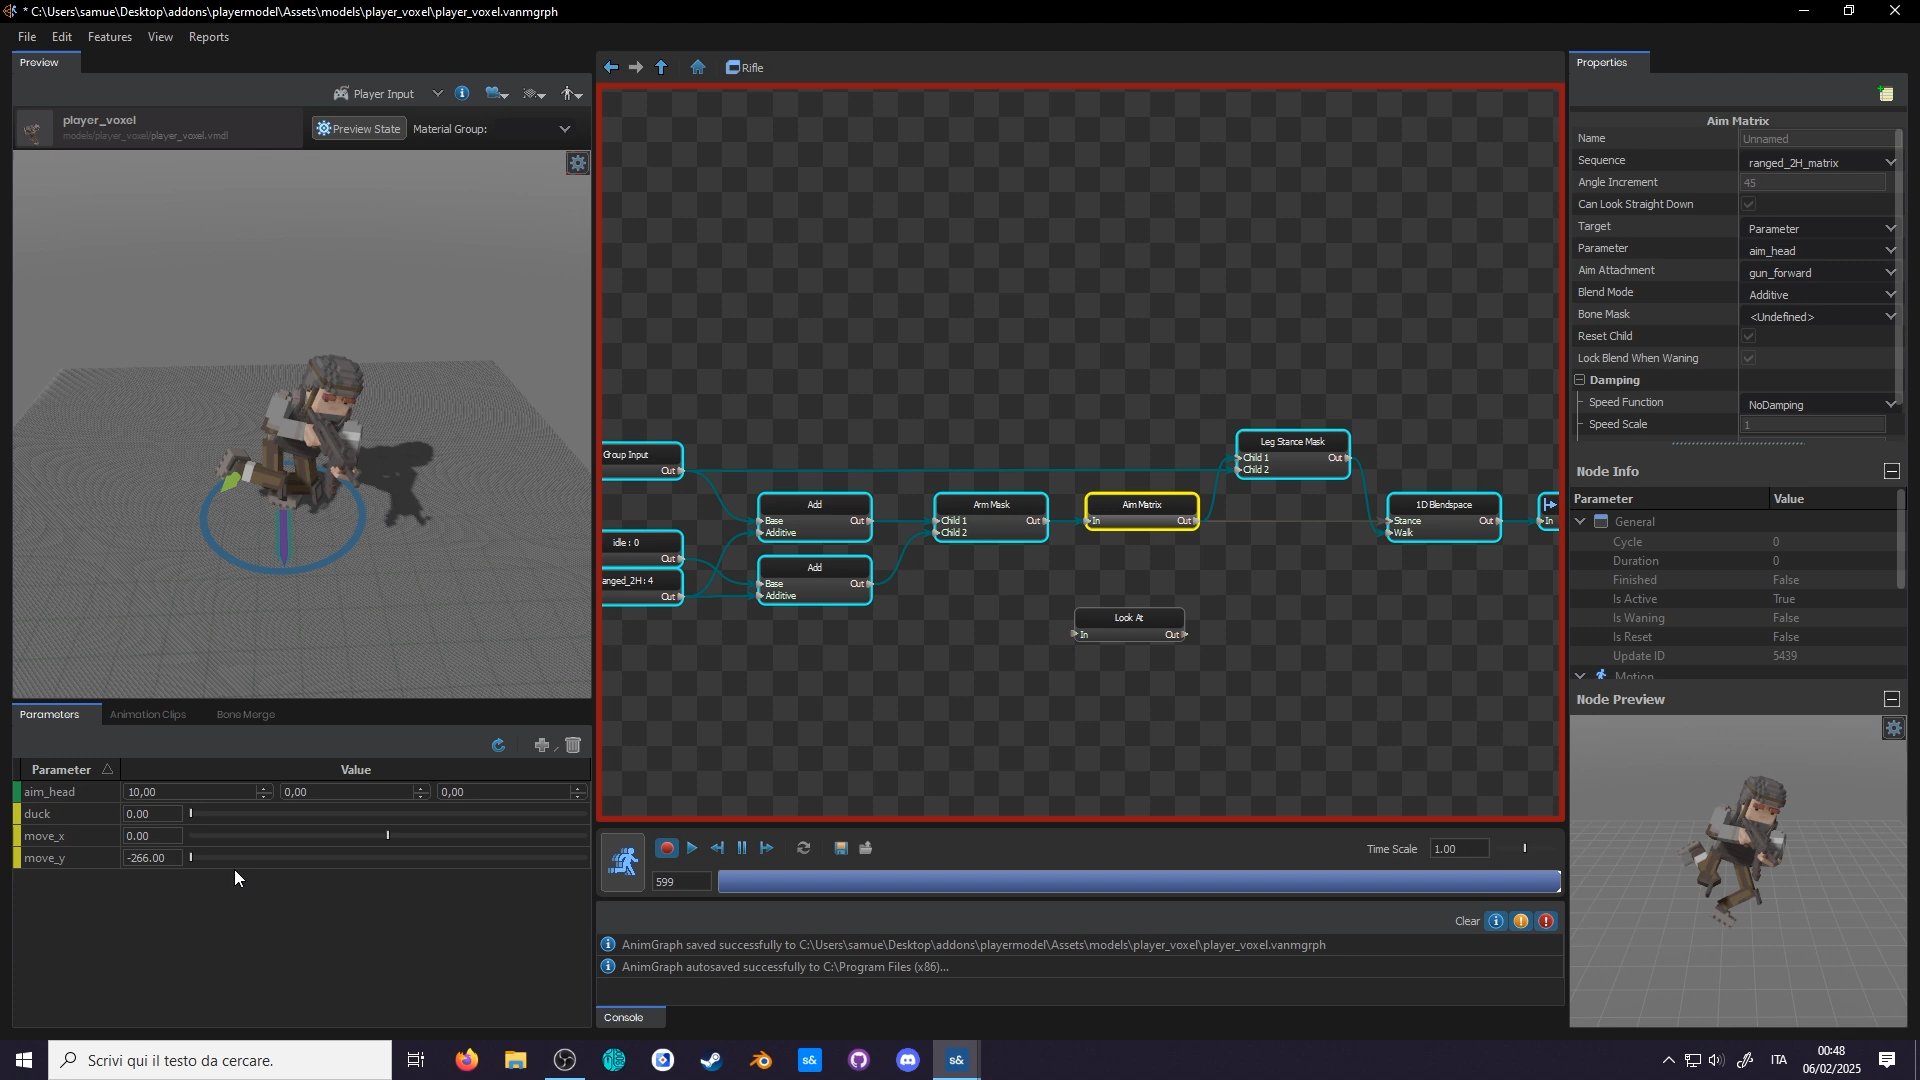 * C:\Users\samue\Desktop\addons\playermodel\Assets\models\player_voxel\player_voxel.vanmgrph
File Edit Features View Reports
Preview
Player Input
player_voxel
models/player_voxel/player_voxel.vmdl
Preview State
Material Group:
Parameters Animation Clips Bone Merge
Parameter Value
aim_head 10,00 0,00 0,00
duck 0.00
move_x 0.00
move_y -266.00
Rifle
Group Input
Out
idle : 0
Out
anged_2H : 4
Out
Add
Base Out
Additive
Add
Base Out
Additive
Arm Mask
Child 1 Out
Child 2
Aim Matrix
In Out
Look At
In Out
Leg Stance Mask
Child 1 Out
Child 2
1D Blendspace
Stance Out
Walk
In
599
Time Scale 1.00
Clear
AnimGraph saved successfully to C:\Users\samue\Desktop\addons\playermodel\Assets\models\player_voxel\player_voxel.vanmgrph
AnimGraph autosaved successfully to C:\Program Files (x86)...
Console
Properties
Aim Matrix
Name Unnamed
Sequence ranged_2H_matrix
Angle Increment 45
Can Look Straight Down
Target Parameter
Parameter aim_head
Aim Attachment gun_forward
Blend Mode Additive
Bone Mask <Undefined>
Reset Child
Lock Blend When Waning
Damping
Speed Function NoDamping
Speed Scale 1
Node Info
Parameter Value
General
Cycle 0
Duration 0
Finished False
Is Active True
Is Waning False
Is Reset False
Update ID 5439
Motion
Node Preview
Scrivi qui il testo da cercare.
s&
s&
ITA
00:48
06/02/2025